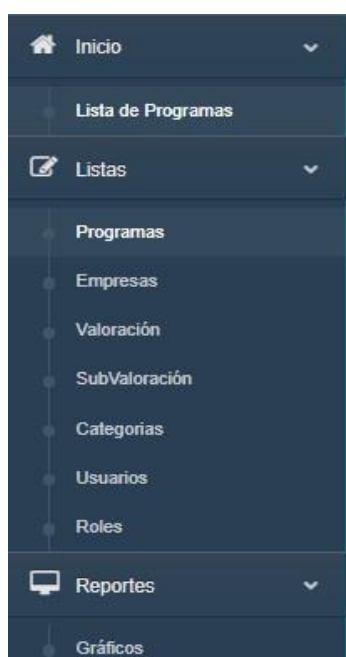 Inicio
Lista de Programas
Listas
Programas
Empresas
Valoración
SubValoración
Categorias
Usuarios
Roles
Reportes
Gráficos